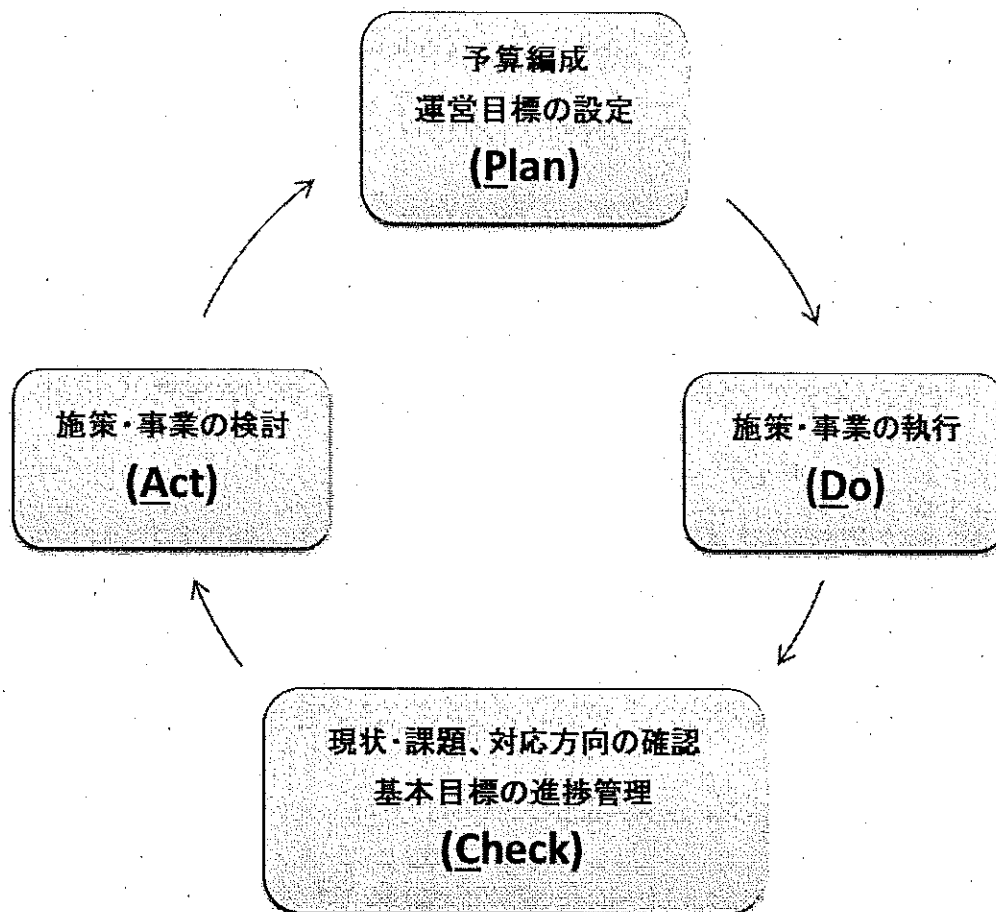 予算編成
運営目標の設定
(Plan)
施策・事業の執行
(Do)
現状・課題、対応方向の確認
基本目標の進捗管理
(Check)
施策・事業の検討
(Act)